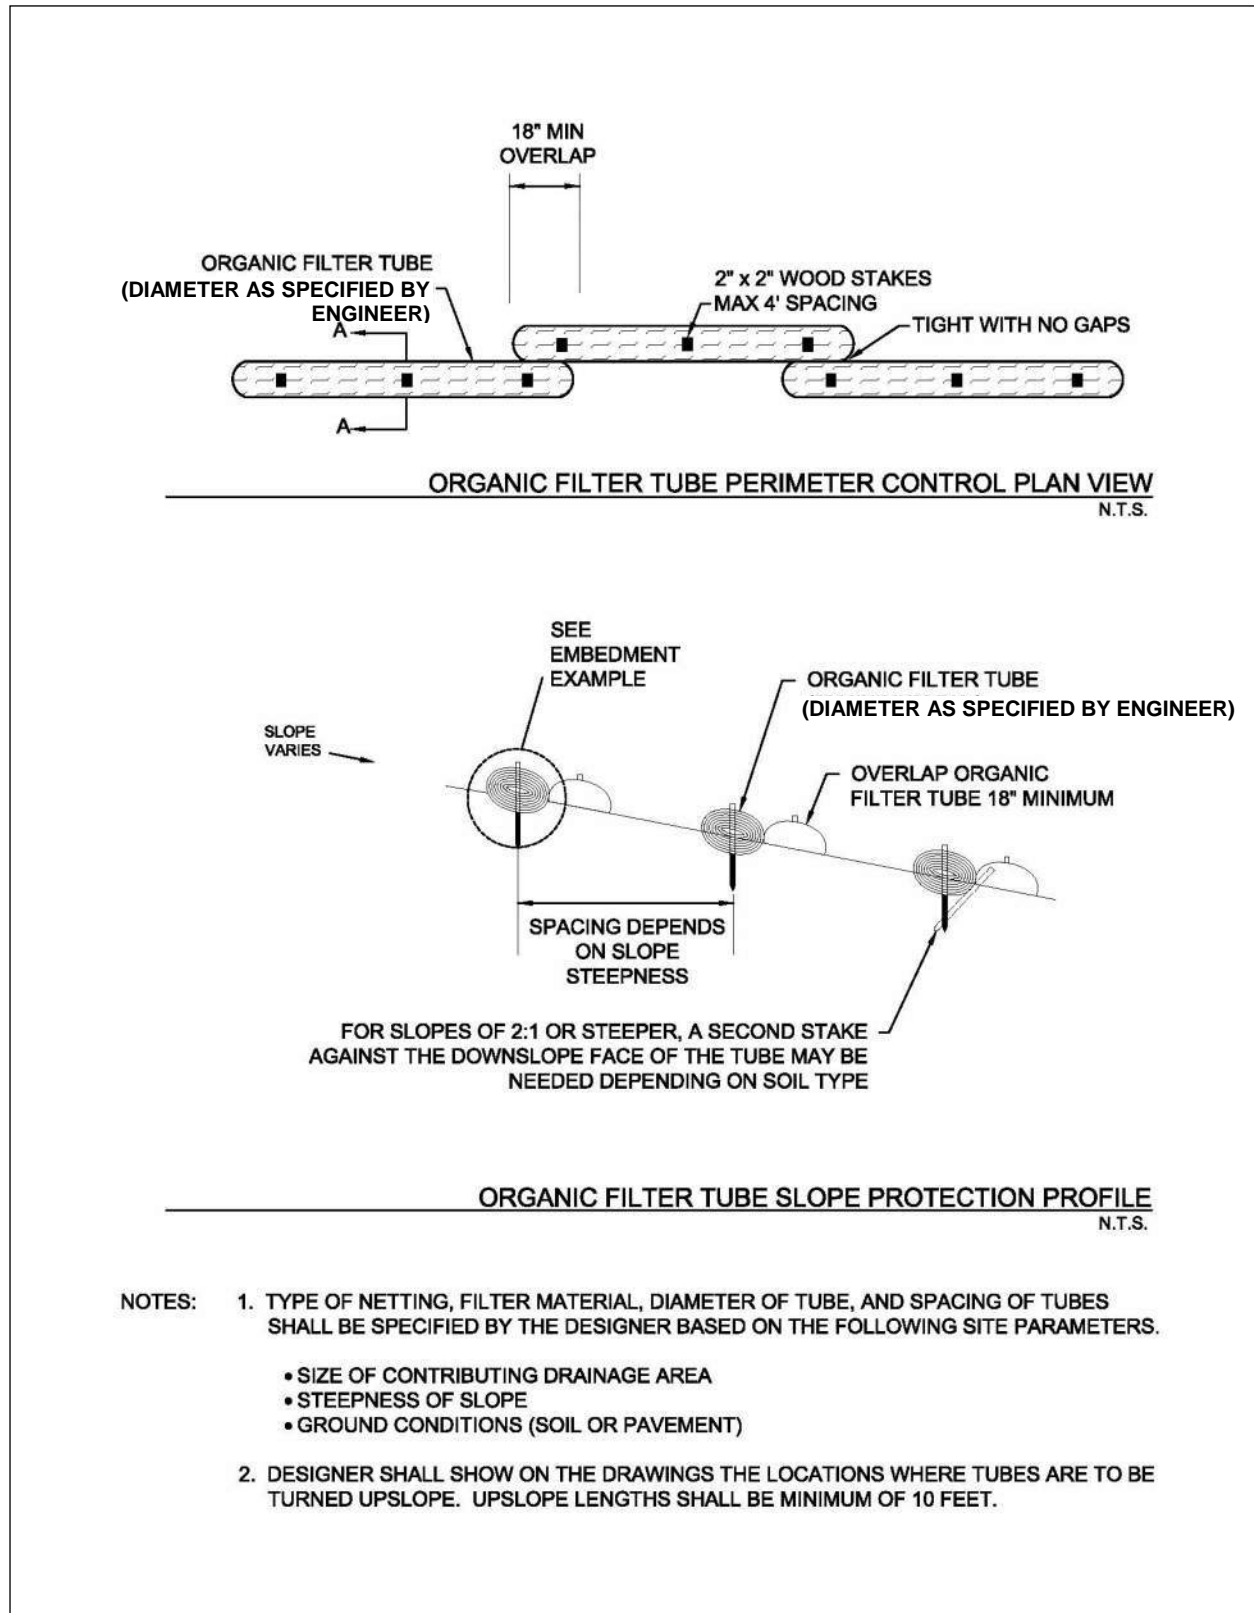 18" MIN
OVERLAP
ORGANIC FILTER TUBE
(DIAMETER AS SPECIFIED BY
ENGINEER)
2" x 2" WOOD STAKES
MAX 4' SPACING
TIGHT WITH NO GAPS
A
A
ORGANIC FILTER TUBE PERIMETER CONTROL PLAN VIEW
N.T.S.
SEE
EMBEDMENT
EXAMPLE
ORGANIC FILTER TUBE
(DIAMETER AS SPECIFIED BY ENGINEER)
SLOPE
VARIES
OVERLAP ORGANIC
FILTER TUBE 18" MINIMUM
SPACING DEPENDS
ON SLOPE
STEEPNESS
FOR SLOPES OF 2:1 OR STEEPER, A SECOND STAKE
AGAINST THE DOWNSLOPE FACE OF THE TUBE MAY BE
NEEDED DEPENDING ON SOIL TYPE
ORGANIC FILTER TUBE SLOPE PROTECTION PROFILE
N.T.S.
NOTES: 1. TYPE OF NETTING, FILTER MATERIAL, DIAMETER OF TUBE, AND SPACING OF TUBES
SHALL BE SPECIFIED BY THE DESIGNER BASED ON THE FOLLOWING SITE PARAMETERS.
• SIZE OF CONTRIBUTING DRAINAGE AREA
• STEEPNESS OF SLOPE
• GROUND CONDITIONS (SOIL OR PAVEMENT)
2. DESIGNER SHALL SHOW ON THE DRAWINGS THE LOCATIONS WHERE TUBES ARE TO BE
TURNED UPSLOPE. UPSLOPE LENGTHS SHALL BE MINIMUM OF 10 FEET.